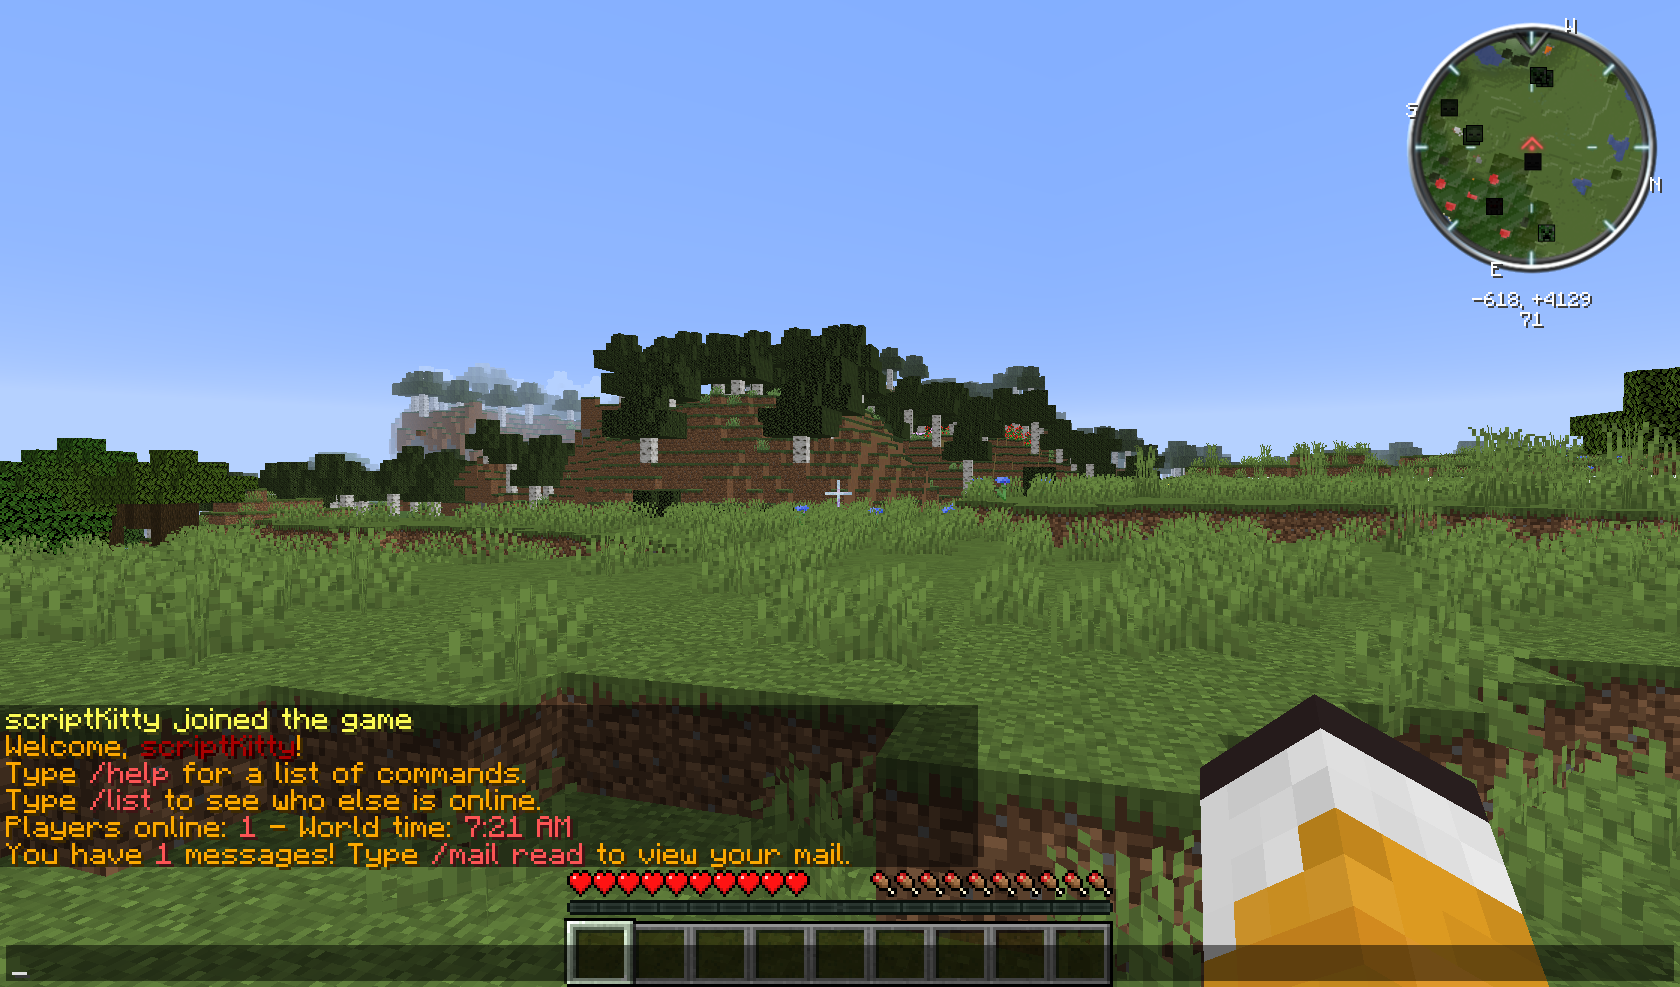 W
S
N
E
-618, +4129
71
scriptKitty joined the game
Welcome, scriptKitty!
Type /help for a list of commands.
Type /list to see who else is online.
Players online: 1 - World time: 7:21 AM
You have 1 messages! Type /mail read to view your mail.
_